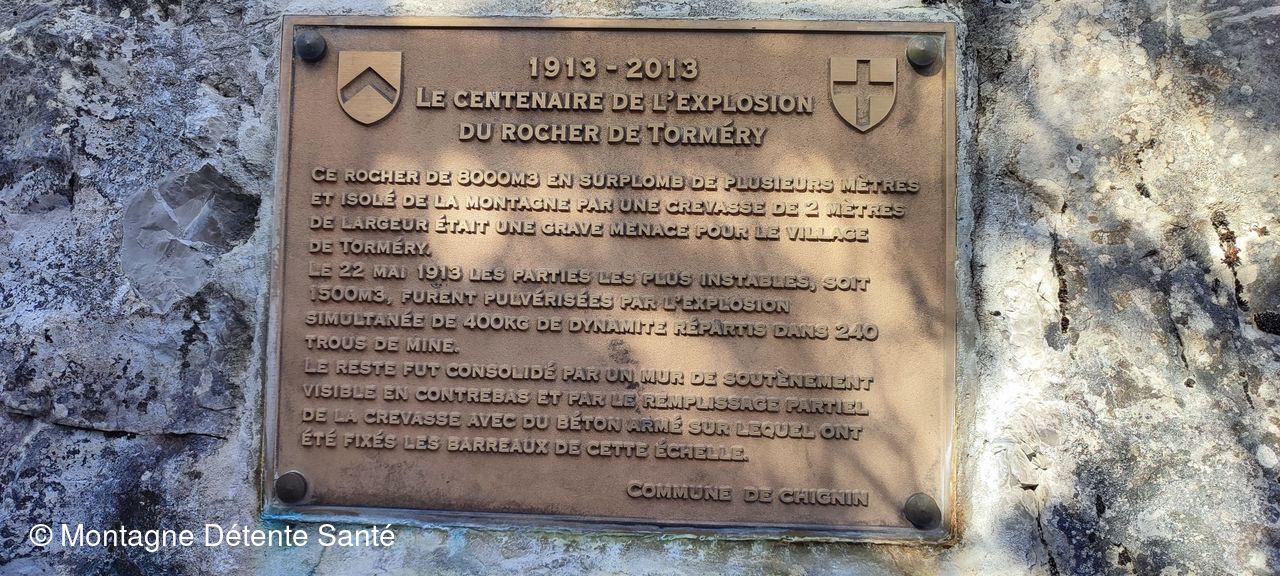 1913 - 2013
LE CENTENAIRE DE L'EXPLOSION
DU ROCHER DE TORMÉRY
CE ROCHER DE 8000M3 EN SURPLOMB DE PLUSIEURS MÈTRES
ET ISOLÉ DE LA MONTAGNE PAR UNE CREVASSE DE 2 MÈTRES
DE LARGEUR ÉTAIT UNE GRAVE MENACE POUR LE VILLAGE
DE TORMÉRY.
LE 22 MAI 1913 LES PARTIES LES PLUS INSTABLES, SOIT
1500M3, FURENT PULVÉRISÉES PAR L'EXPLOSION
SIMULTANÉE DE 400KG DE DYNAMITE RÉPARTIS DANS 240
TROUS DE MINE.
LE RESTE FUT CONSOLIDÉ PAR UN MUR DE SOUTÈNEMENT
VISIBLE EN CONTREBAS ET PAR LE REMPLISSAGE PARTIEL
DE LA CREVASSE AVEC DU BÉTON ARMÉ SUR LEQUEL ONT
ÉTÉ FIXÉS LES BARREAUX DE CETTE ÉCHELLE.
COMMUNE DE CHIGNIN
© Montagne Détente Santé